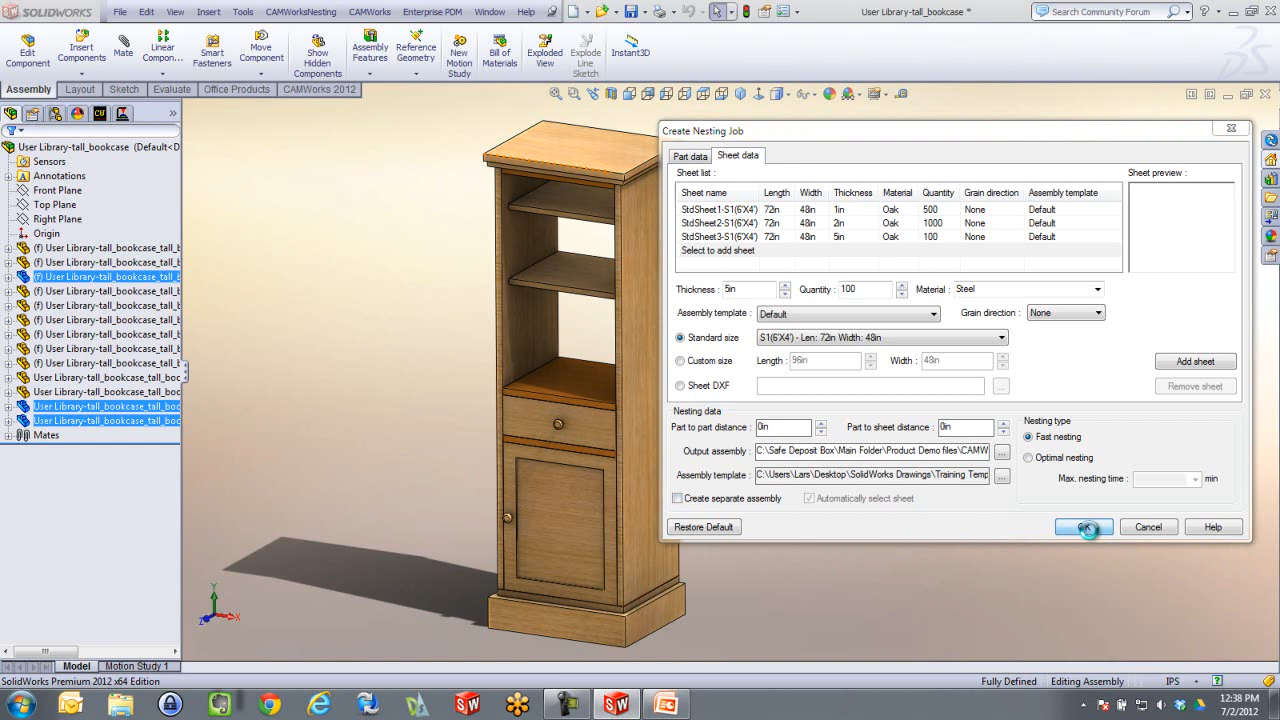 SOLIDWORKS File Edit View Insert Tools CAMWorksNesting CAMWorks Enterprise PDM Window Help User Library-tall_bookcase * Search Community Forum
Edit Component
Insert Components
Mate
Linear Compon...
Smart Fasteners
Move Component
Show Hidden Components
Assembly Features
Reference Geometry
New Motion Study
Bill of Materials
Exploded View
Explode Line Sketch
Instant3D
Assembly Layout Sketch Evaluate Office Products CAMWorks 2012
User Library-tall_bookcase (Default<D
Sensors
Annotations
Front Plane
Top Plane
Right Plane
Origin
(f) User Library-tall_bookcase_tall_b
(f) User Library-tall_bookcase_tall_b
(f) User Library-tall_bookcase_tall_b
(f) User Library-tall_bookcase_tall_b
(f) User Library-tall_bookcase_tall_b
(f) User Library-tall_bookcase_tall_b
(f) User Library-tall_bookcase_tall_b
(f) User Library-tall_bookcase_tall_b
(f) User Library-tall_bookcase_tall_b
User Library-tall_bookcase_tall_boo
User Library-tall_bookcase_tall_boo
User Library-tall_bookcase_tall_boo
User Library-tall_bookcase_tall_boo
Mates
Create Nesting Job
Part data Sheet data
Sheet list : Sheet preview :
Sheet name Length Width Thickness Material Quantity Grain direction Assembly template
StdSheet1-S1(6'X4') 72in 48in 1in Oak 500 None Default
StdSheet2-S1(6'X4') 72in 48in 2in Oak 1000 None Default
StdSheet3-S1(6'X4') 72in 48in 5in Oak 100 None Default
Select to add sheet
Thickness : 5in Quantity : 100 Material : Steel
Assembly template : Default Grain direction : None
Standard size S1(6'X4') - Len: 72in Width: 48in
Custom size Length : 96in Width : 48in Add sheet
Sheet DXF ... Remove sheet
Nesting data Nesting type
Part to part distance : 0in Part to sheet distance : 0in Fast nesting
Output assembly : C:\Safe Deposit Box\Main Folder\Product Demo files\CAMW ... Optimal nesting
Assembly template : C:\Users\Lars\Desktop\SolidWorks Drawings\Training Temp ... Max. nesting time : min
Create separate assembly Automatically select sheet
Restore Default OK Cancel Help
Y
X
Z
Model Motion Study 1
SolidWorks Premium 2012 x64 Edition Fully Defined Editing Assembly IPS
12:38 PM
7/2/2012